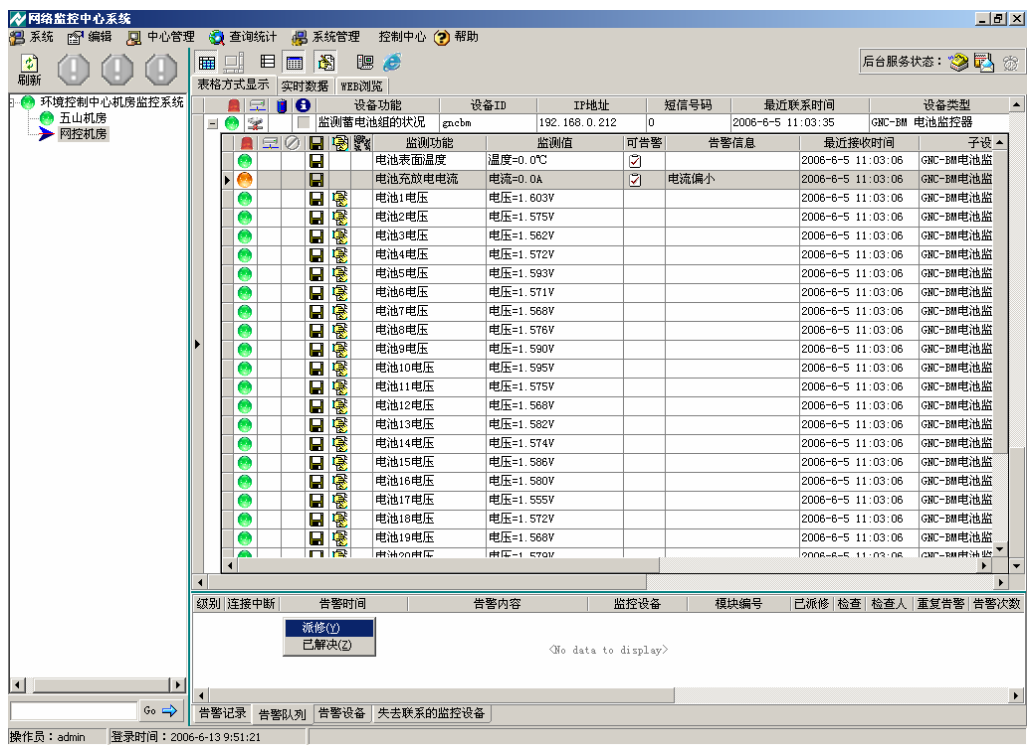 网络监控中心系统
系统 编辑 中心管理 查询统计 系统管理 控制中心 帮助
刷新
后台服务状态：
表格方式显示 实时数据 WEB浏览
环境控制中心机房监控系统
五山机房
网控机房
设备功能 设备ID IP地址 短信号码 最近联系时间 设备类型
监测蓄电池组的状况 gncbm 192.168.0.212 0 2006-6-5 11:03:35 GNC-BM 电池监控器
监测功能 监测值 可告警 告警信息 最近接收时间 子设
电池表面温度 温度=0.0℃ 2006-6-5 11:03:06 GNC-BM电池监
电池充放电电流 电流=0.0A 电流偏小 2006-6-5 11:03:06 GNC-BM电池监
电池1电压 电压=1.603V 2006-6-5 11:03:06 GNC-BM电池监
电池2电压 电压=1.575V 2006-6-5 11:03:06 GNC-BM电池监
电池3电压 电压=1.562V 2006-6-5 11:03:06 GNC-BM电池监
电池4电压 电压=1.572V 2006-6-5 11:03:06 GNC-BM电池监
电池5电压 电压=1.593V 2006-6-5 11:03:06 GNC-BM电池监
电池6电压 电压=1.571V 2006-6-5 11:03:06 GNC-BM电池监
电池7电压 电压=1.568V 2006-6-5 11:03:06 GNC-BM电池监
电池8电压 电压=1.576V 2006-6-5 11:03:06 GNC-BM电池监
电池9电压 电压=1.590V 2006-6-5 11:03:06 GNC-BM电池监
电池10电压 电压=1.595V 2006-6-5 11:03:06 GNC-BM电池监
电池11电压 电压=1.575V 2006-6-5 11:03:06 GNC-BM电池监
电池12电压 电压=1.568V 2006-6-5 11:03:06 GNC-BM电池监
电池13电压 电压=1.582V 2006-6-5 11:03:06 GNC-BM电池监
电池14电压 电压=1.574V 2006-6-5 11:03:06 GNC-BM电池监
电池15电压 电压=1.586V 2006-6-5 11:03:06 GNC-BM电池监
电池16电压 电压=1.580V 2006-6-5 11:03:06 GNC-BM电池监
电池17电压 电压=1.555V 2006-6-5 11:03:06 GNC-BM电池监
电池18电压 电压=1.572V 2006-6-5 11:03:06 GNC-BM电池监
电池19电压 电压=1.568V 2006-6-5 11:03:06 GNC-BM电池监
电池20电压 电压=1.579V 2006-6-5 11:03:06 GNC-BM电池监
级别 连接中断 告警时间 告警内容 监控设备 模块编号 已派修 检查 检查人 重复告警 告警次数
派修(Y)
已解决(Z)
<No data to display>
Go
告警记录 告警队列 告警设备 失去联系的监控设备
操作员：admin 登录时间：2006-6-13 9:51:21